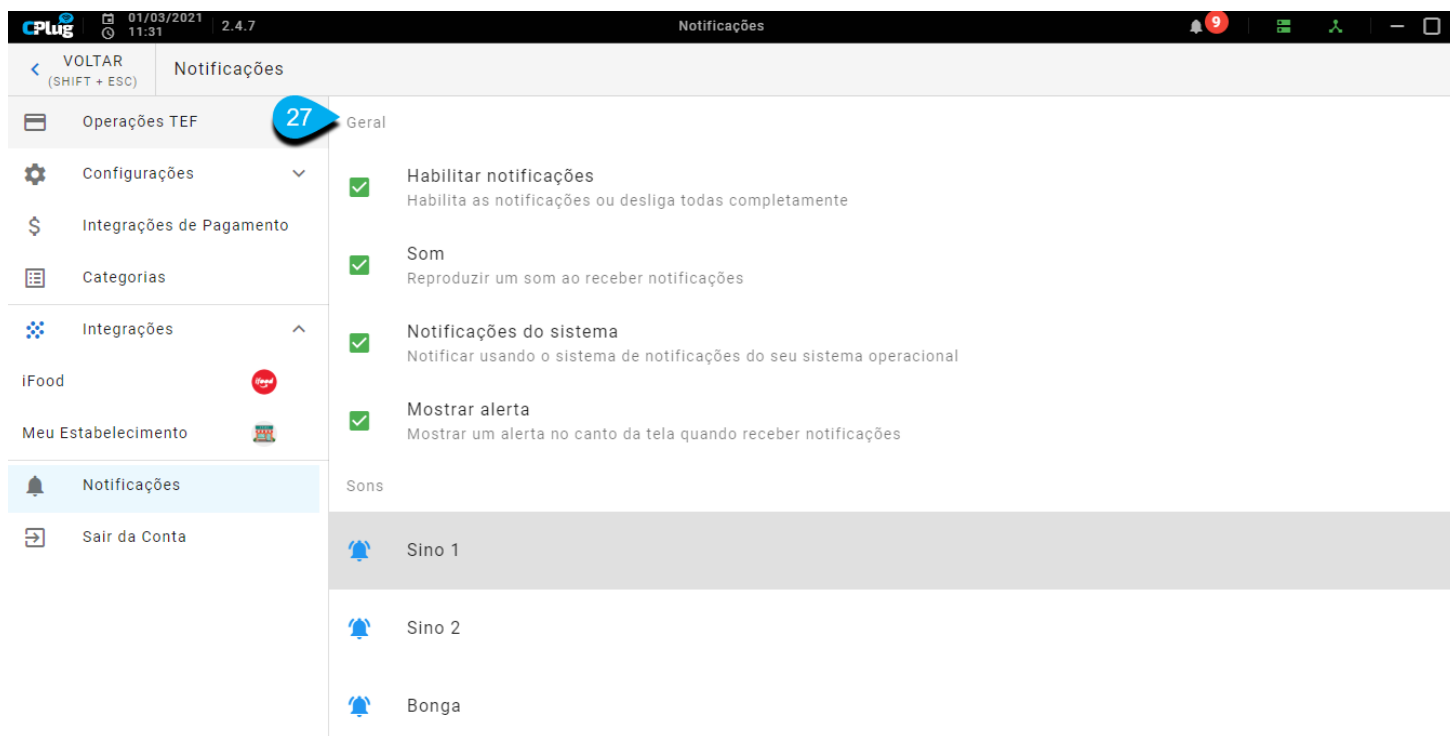 CPlug
01/03/2021
11:31
2.4.7
Notificações
9
VOLTAR
(SHIFT + ESC)
Notificações
Operações TEF
Configurações
Integrações de Pagamento
Categorias
Integrações
iFood
ifood
Meu Estabelecimento
Notificações
Sair da Conta
27
Geral
Habilitar notificações
Habilita as notificações ou desliga todas completamente
Som
Reproduzir um som ao receber notificações
Notificações do sistema
Notificar usando o sistema de notificações do seu sistema operacional
Mostrar alerta
Mostrar um alerta no canto da tela quando receber notificações
Sons
Sino 1
Sino 2
Bonga